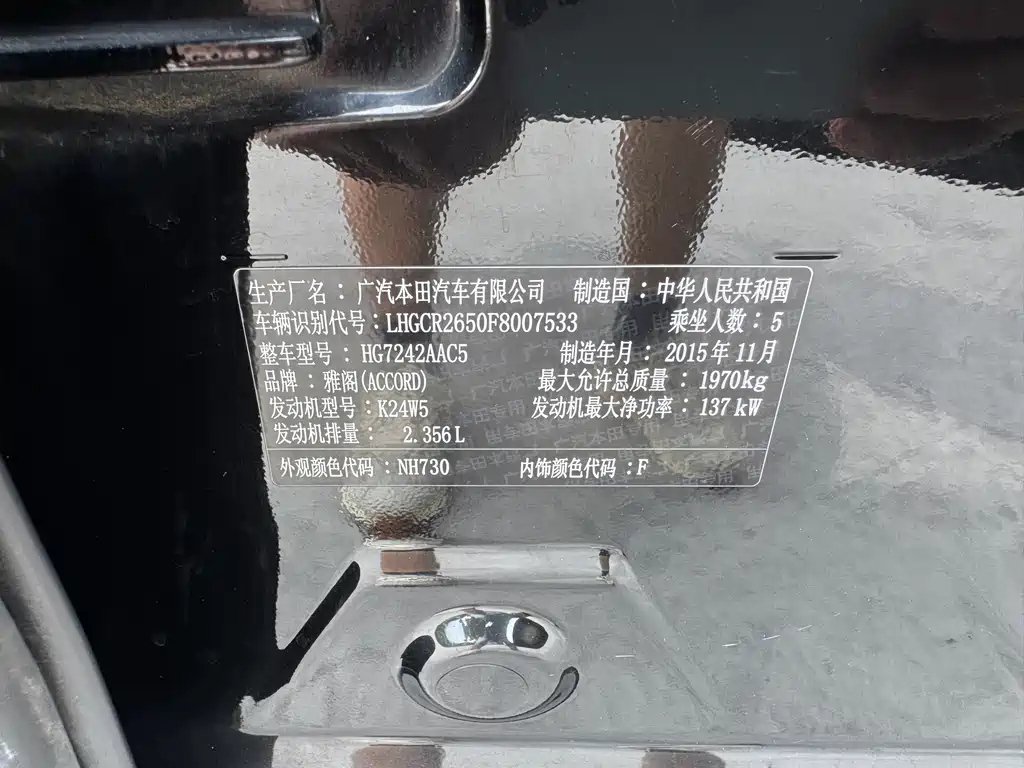 生产厂名：广汽本田汽车有限公司 制造国：中华人民共和国
车辆识别代号：LHGCR2650F8007533 乘坐人数：5
整车型号：HG7242AAC5 制造年月：2015年11月
品牌：雅阁(ACCORD) 最大允许总质量：1970kg
发动机型号：K24W5 发动机最大净功率：137kW
发动机排量：2.356L
外观颜色代码：NH730 内饰颜色代码：F